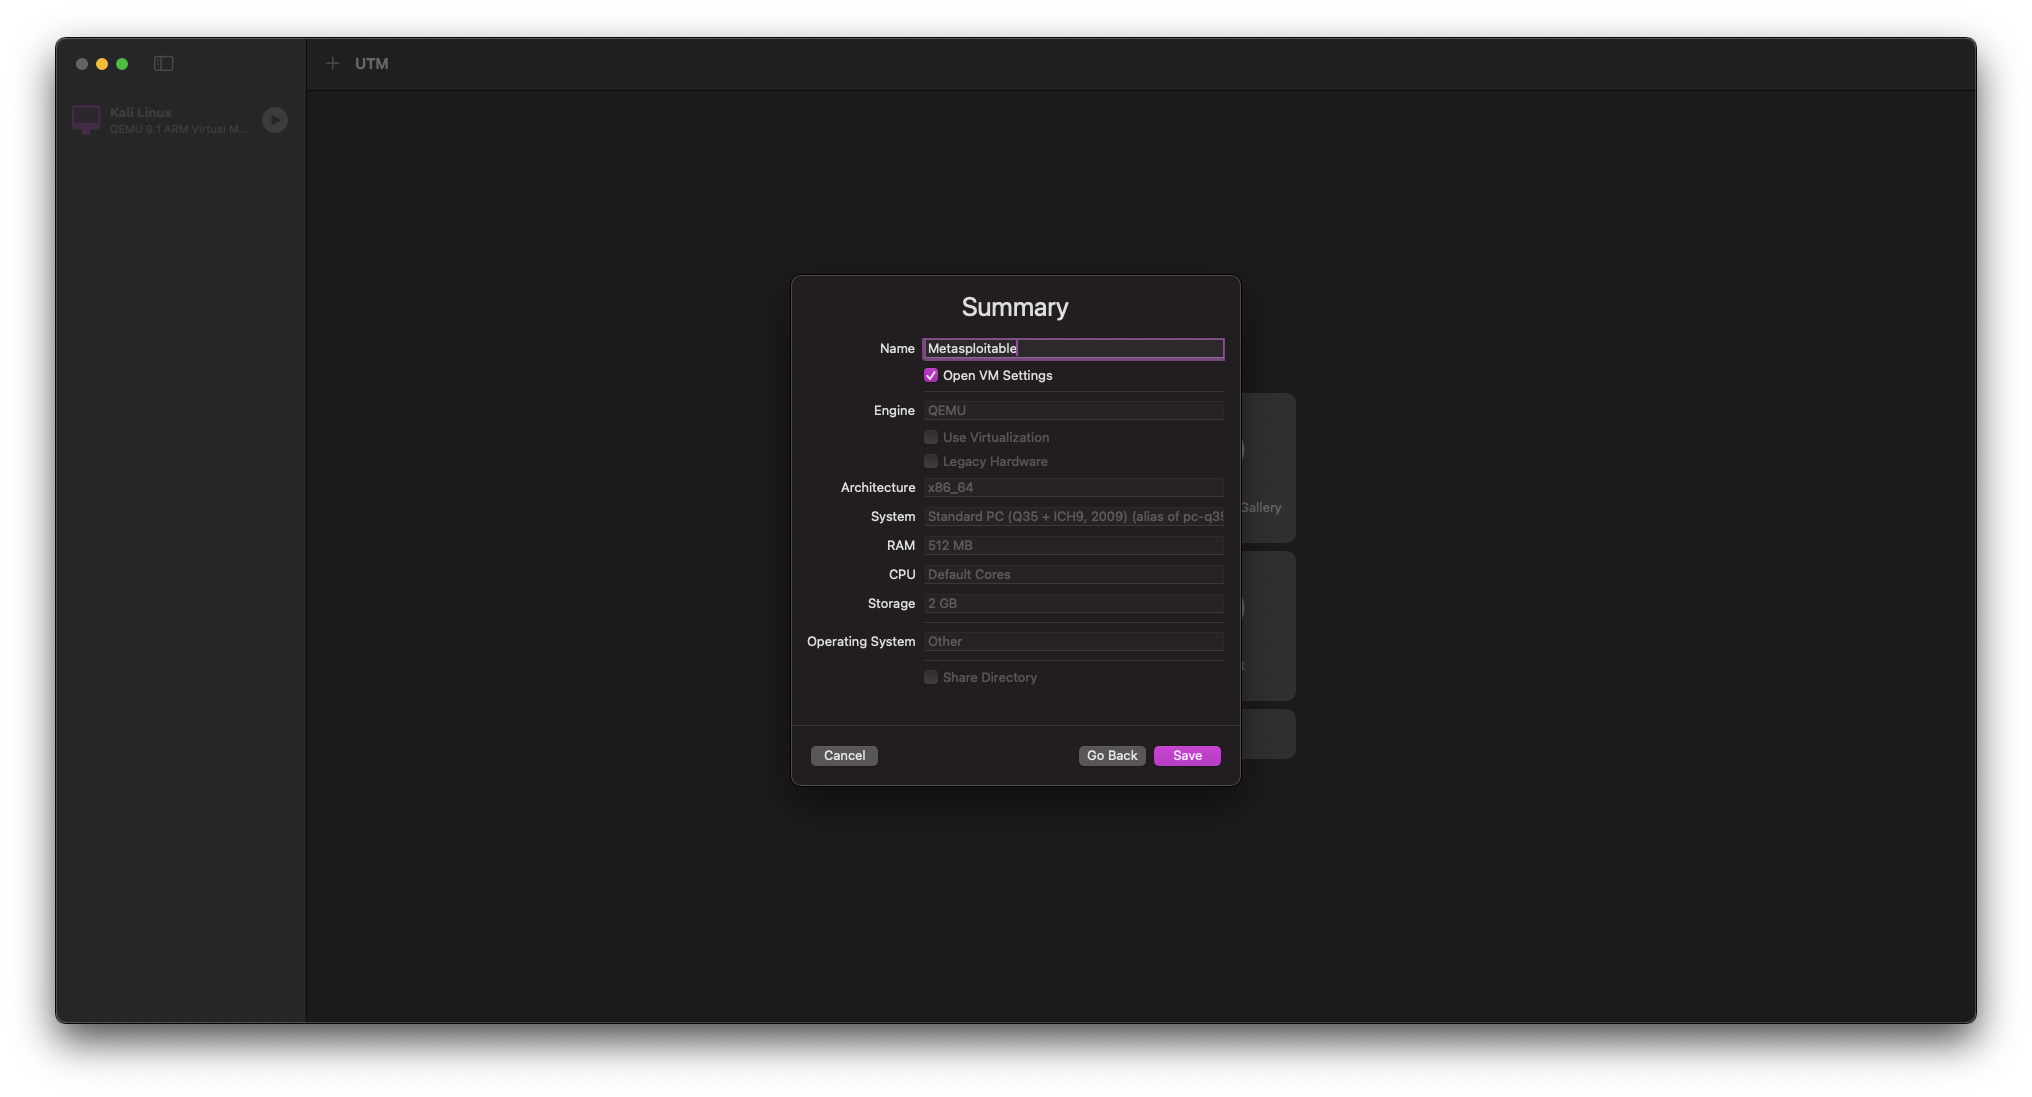 UTM
Kali Linux
QEMU 9.1 ARM Virtual M...
Summary
Name Metasploitable
Open VM Settings
Engine QEMU
Use Virtualization
Legacy Hardware
Architecture x86_64
System Standard PC (Q35 + ICH9, 2009) (alias of pc-q35
RAM 512 MB
CPU Default Cores
Storage 2 GB
Operating System Other
Share Directory
Cancel Go Back Save
Gallery